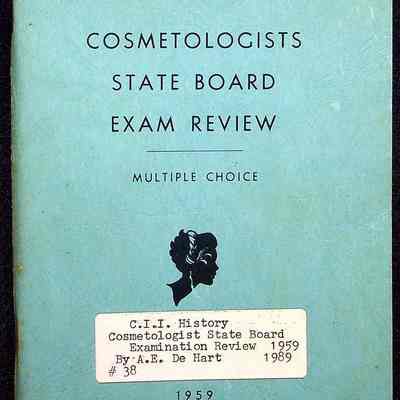 COSMETOLOGISTS
STATE BOARD
EXAM REVIEW
MULTIPLE CHOICE
C.I.I. History
Cosmetologist State Board
Examination Review 1959
By A.E. De Hart 1989
# 38
1959